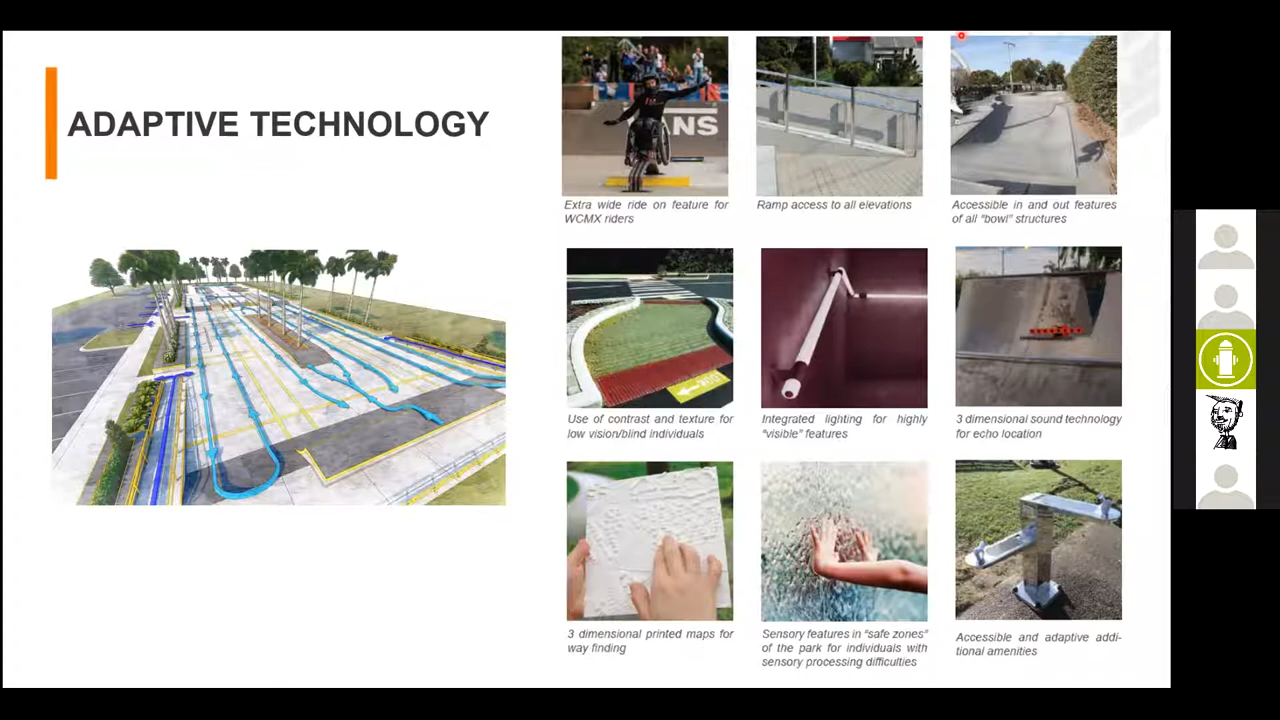 ADAPTIVE TECHNOLOGY
ANS
Extra wide ride on feature for
WCMX riders
Ramp access to all elevations
Accessible in and out features
of all “bowl” structures
Use of contrast and texture for
low vision/blind individuals
Integrated lighting for highly
“visible” features
3 dimensional sound technology
for echo location
3 dimensional printed maps for
way finding
Sensory features in “safe zones”
of the park for individuals with
sensory processing difficulties
Accessible and adaptive addi-
tional amenities